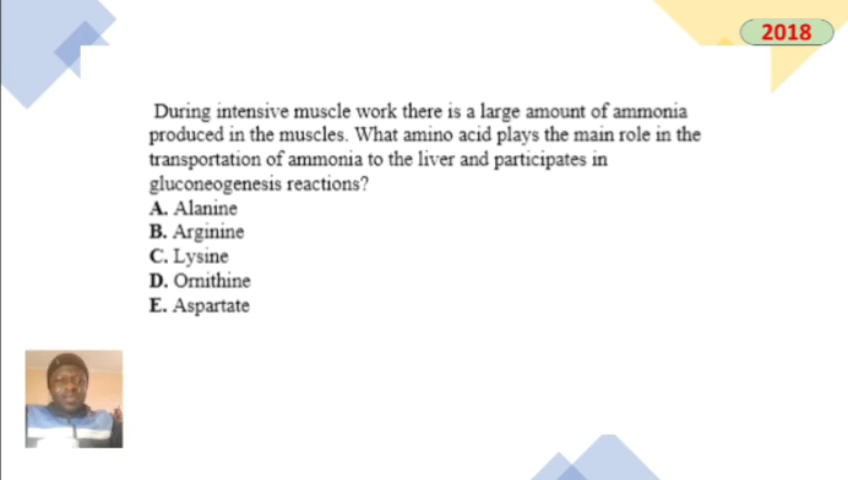 2018
During intensive muscle work there is a large amount of ammonia
produced in the muscles. What amino acid plays the main role in the
transportation of ammonia to the liver and participates in
gluconeogenesis reactions?
A. Alanine
B. Arginine
C. Lysine
D. Ornithine
E. Aspartate